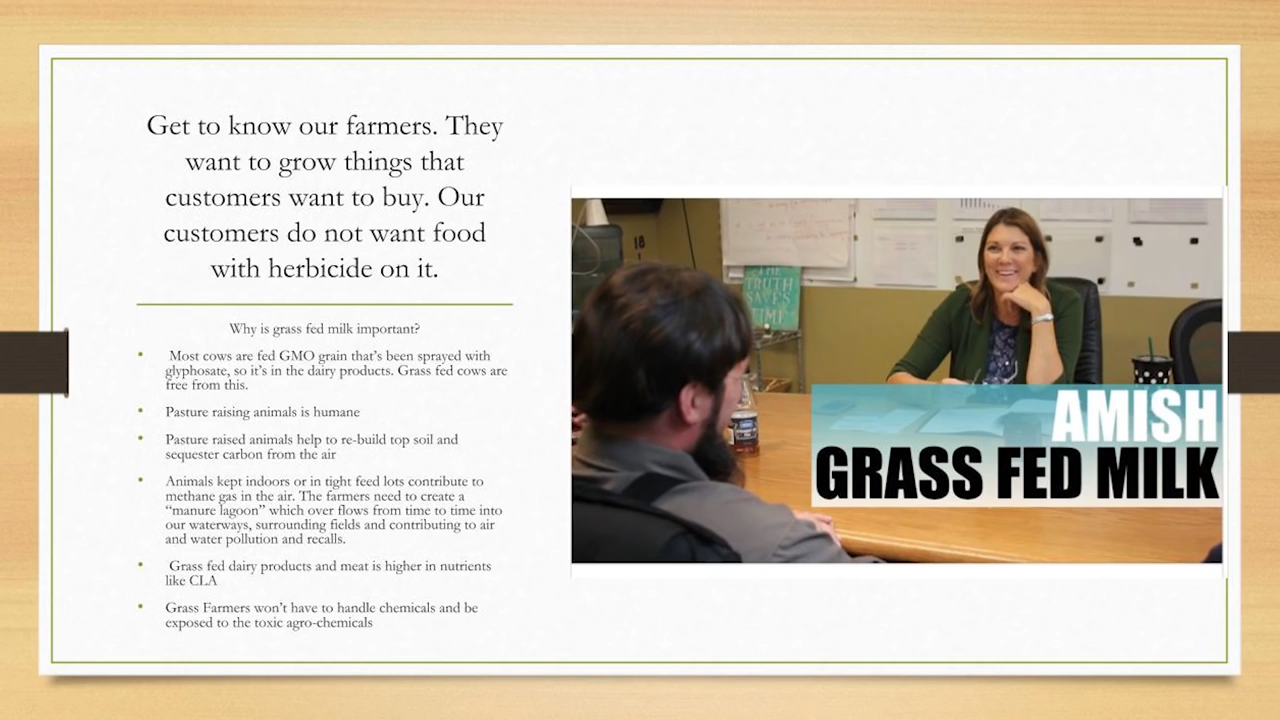 Get to know our farmers. They
want to grow things that
customers want to buy. Our
customers do not want food
with herbicide on it.
Why is grass fed milk important?
• Most cows are fed GMO grain that’s been sprayed with
glyphosate, so it’s in the dairy products. Grass fed cows are
free from this.
• Pasture raising animals is humane
• Pasture raised animals help to re-build top soil and
sequester carbon from the air
• Animals kept indoors or in tight feed lots contribute to
methane gas in the air. The farmers need to create a
“manure lagoon” which over flows from time to time into
our waterways, surrounding fields and contributing to air
and water pollution and recalls.
• Grass fed dairy products and meat is higher in nutrients
like CLA
• Grass Farmers won’t have to handle chemicals and be
exposed to the toxic agro-chemicals
18
THE
TRUTH
SAVES
TIME
AMISH
GRASS FED MILK